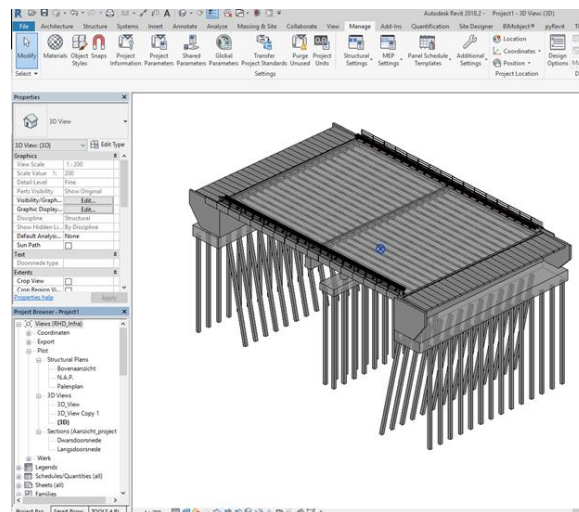 Autodesk Revit 2018.2 - Project1 - 3D View: {3D}
File Architecture Structure Systems Insert Annotate Analyze Massing & Site Collaborate View Manage Add-Ins Quantification Site Designer BIMobject® pyRevit
Modify Materials Object Styles Snaps Project Information Project Parameters Shared Parameters Global Parameters Transfer Project Standards Purge Unused Project Units Structural Settings MEP Settings Panel Schedule Templates Additional Settings Location Coordinates Position Design Options
Select Settings Project Location
Properties
3D View
3D View: {3D} Edit Type
Graphics
View Scale 1 : 200
Scale Value 1: 200
Detail Level Fine
Parts Visibility Show Original
Visibility/Graph... Edit...
Graphic Display... Edit...
Discipline Structural
Show Hidden Li... By Discipline
Default Analysi... None
Sun Path
Text
Doorsnede type
Extents
Crop View
Crop Region Vi...
Properties help Apply
Project Browser - Project1
Views (RHD_Infra)
Coordinaten
Export
Plot
Structural Plans
Bovenaanzicht
N.A.P.
Palenplan
3D Views
3D_View
3D_View Copy 1
{3D}
Sections (Aanzicht_project
Dwarsdoorsnede
Langsdoorsnede
Werk
Legends
Schedules/Quantities (all)
Sheets (all)
Families